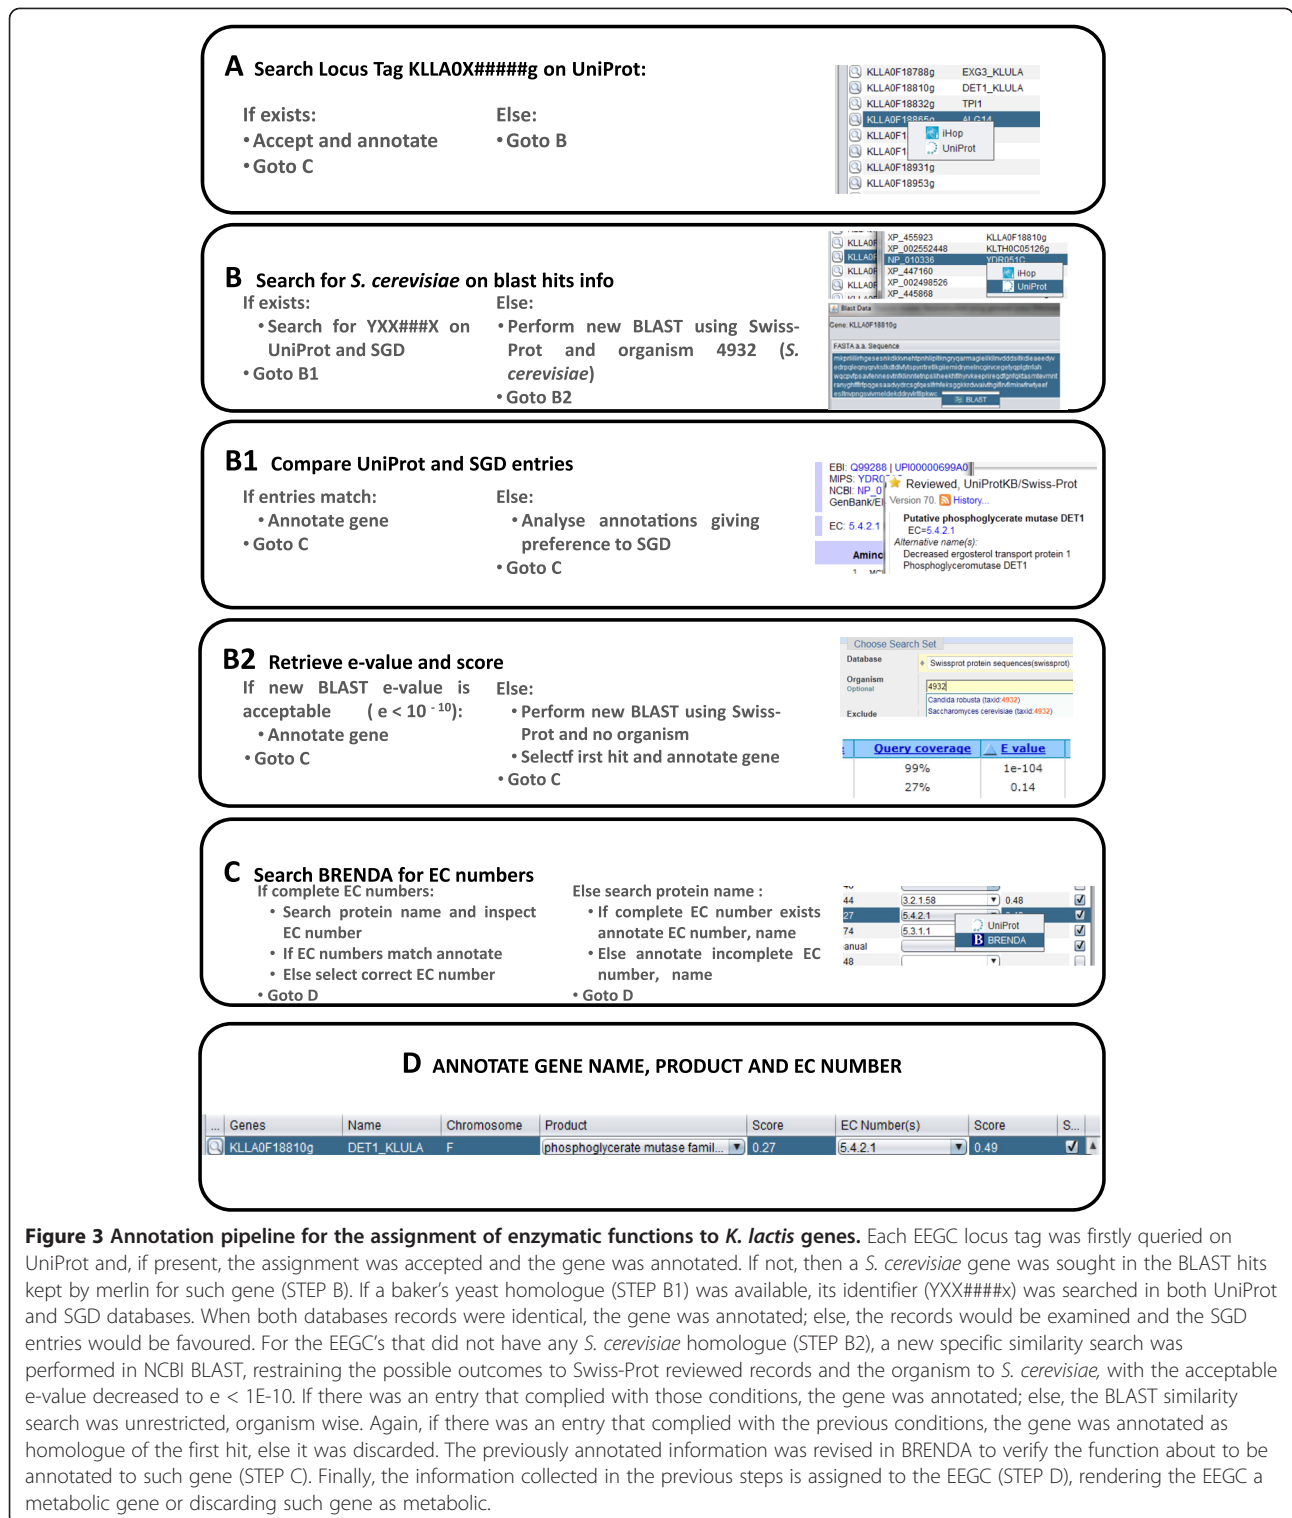 A Search Locus Tag KLLA0X#####g on UniProt:
If exists:
• Accept and annotate
• Goto C
Else:
• Goto B
KLLA0F18788g EXG3_KLULA
KLLA0F18810g DET1_KLULA
KLLA0F18832g TPI1
KLLA0F18865g ALG14
KLLA0F1
iHop
KLLA0F1
UniProt
KLLA0F18931g
KLLA0F18953g
B Search for S. cerevisiae on blast hits info
If exists:
• Search for YXX###X on
UniProt and SGD
• Goto B1
Else:
• Perform new BLAST using Swiss-
Prot and organism 4932 (S.
cerevisiae)
• Goto B2
KLLA0F
KLLA0F
KLLA0F
KLLA0F
XP_455923 KLLA0F18810g
XP_002552448 KLTH0C05126g
NP_010336 YDR051C
XP_447160
XP_002498526
XP_445868
iHop
UniProt
Blast Data
Gene: KLLA0F18810g
FASTA a.a. Sequence
BLAST
B1 Compare UniProt and SGD entries
If entries match:
• Annotate gene
• Goto C
Else:
• Analyse annotations giving
preference to SGD
• Goto C
EBI: Q99288 | UPI00000699A0
MIPS: YDR0
NCBI: NP_0
GenBank/E
EC: 5.4.2.1
Aminc
Reviewed, UniProtKB/Swiss-Prot
Version 70. History...
Putative phosphoglycerate mutase DET1
EC=5.4.2.1
Alternative name(s):
Decreased ergosterol transport protein 1
Phosphoglyceromutase DET1
B2 Retrieve e-value and score
If new BLAST e-value is
acceptable ( e < 10 - 10):
• Annotate gene
• Goto C
Else:
• Perform new BLAST using Swiss-
Prot and no organism
• Selectf irst hit and annotate gene
• Goto C
Choose Search Set
Database Swissprot protein sequences(swissprot)
Organism
Optional
4932
Candida robusta (taxid:4932)
Exclude Saccharomyces cerevisiae (taxid:4932)
Query coverage E value
99% 1e-104
27% 0.14
C Search BRENDA for EC numbers
If complete EC numbers:
• Search protein name and inspect
EC number
• If EC numbers match annotate
• Else select correct EC number
• Goto D
Else search protein name :
• If complete EC number exists
annotate EC number, name
• Else annotate incomplete EC
number, name
• Goto D
44 3.2.1.58 0.48
27 5.4.2.1
74 5.3.1.1
anual
48
UniProt
B BRENDA
D ANNOTATE GENE NAME, PRODUCT AND EC NUMBER
... Genes Name Chromosome Product Score EC Number(s) Score S...
KLLA0F18810g DET1_KLULA F phosphoglycerate mutase famil... 0.27 5.4.2.1 0.49
Figure 3 Annotation pipeline for the assignment of enzymatic functions to K. lactis genes. Each EEGC locus tag was firstly queried on
UniProt and, if present, the assignment was accepted and the gene was annotated. If not, then a S. cerevisiae gene was sought in the BLAST hits
kept by merlin for such gene (STEP B). If a baker's yeast homologue (STEP B1) was available, its identifier (YXX####x) was searched in both UniProt
and SGD databases. When both databases records were identical, the gene was annotated; else, the records would be examined and the SGD
entries would be favoured. For the EEGC's that did not have any S. cerevisiae homologue (STEP B2), a new specific similarity search was
performed in NCBI BLAST, restraining the possible outcomes to Swiss-Prot reviewed records and the organism to S. cerevisiae, with the acceptable
e-value decreased to e < 1E-10. If there was an entry that complied with those conditions, the gene was annotated; else, the BLAST similarity
search was unrestricted, organism wise. Again, if there was an entry that complied with the previous conditions, the gene was annotated as
homologue of the first hit, else it was discarded. The previously annotated information was revised in BRENDA to verify the function about to be
annotated to such gene (STEP C). Finally, the information collected in the previous steps is assigned to the EEGC (STEP D), rendering the EEGC a
metabolic gene or discarding such gene as metabolic.